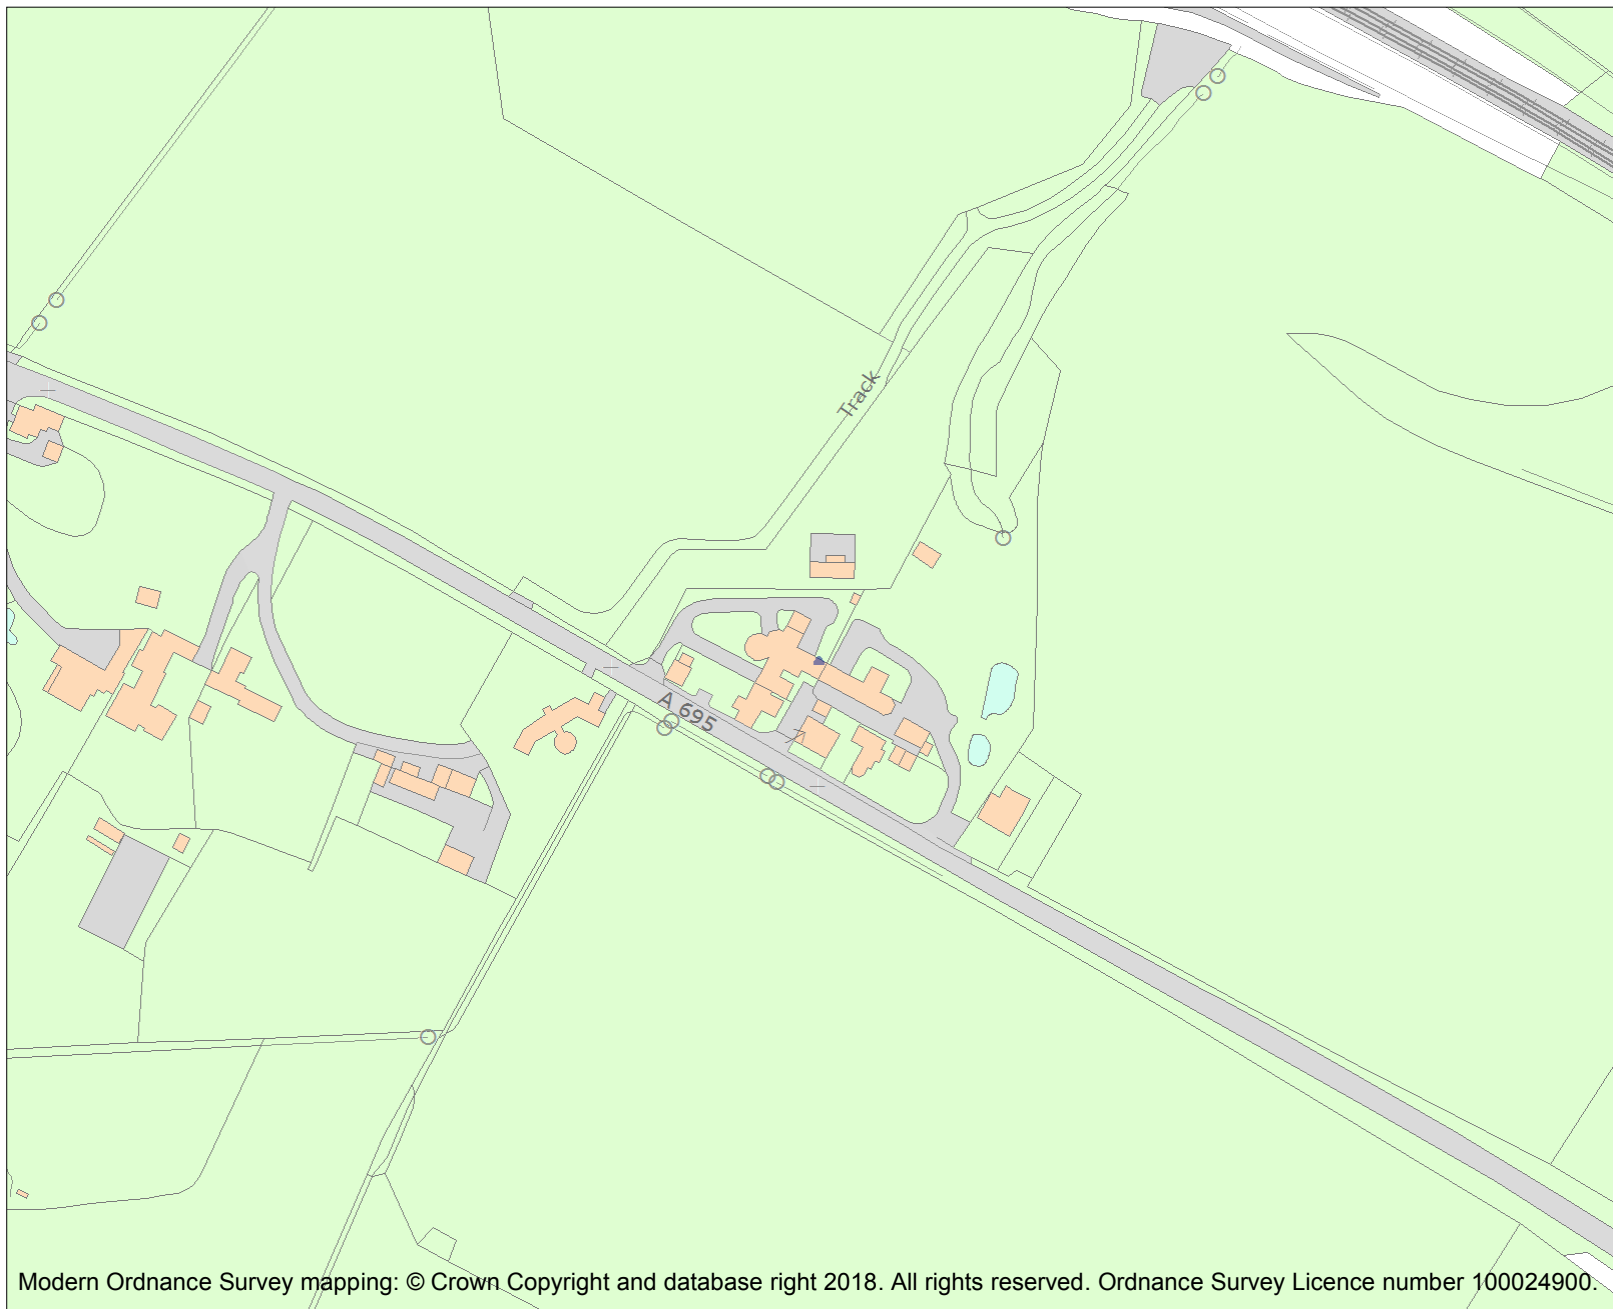 Track
A 695
Modern Ordnance Survey mapping: © Crown Copyright and database right 2018. All rights reserved. Ordnance Survey Licence number 100024900.